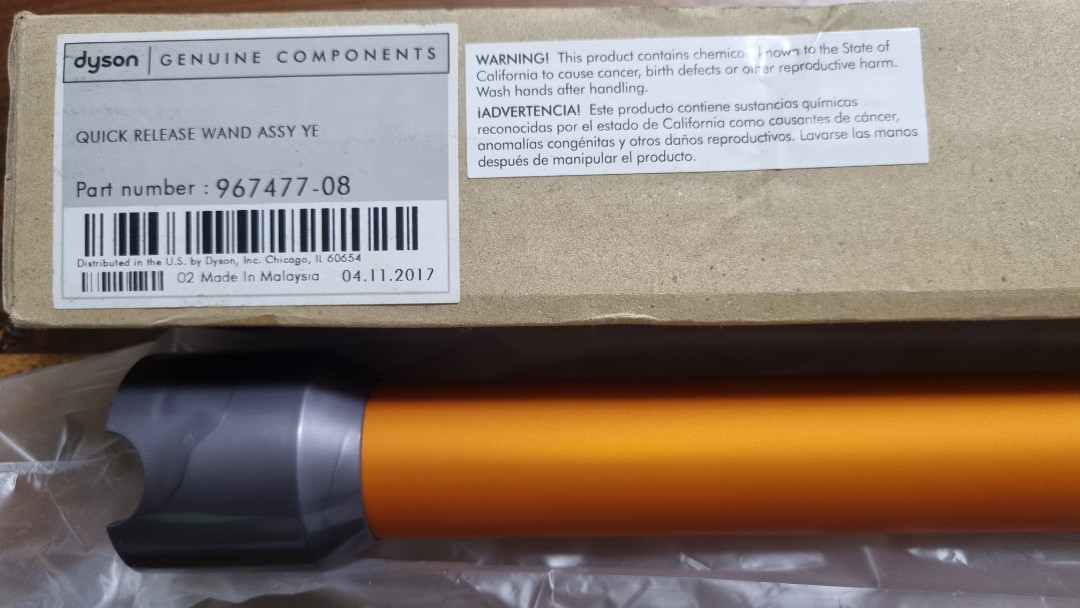 dyson GENUINE COMPONENTS
QUICK RELEASE WAND ASSY YE
Part number : 967477-08
Distributed in the U.S. by Dyson, Inc. Chicago, IL 60654
02 Made In Malaysia 04.11.2017
WARNING! This product contains to the State of
California to cause cancer, birth defects or other reproductive harm.
Wash hands after handling.
¡ADVERTENCIA! Este producto contiene sustancias químicas
reconocidas por el estado de California como causantes de cáncer,
anomalías congénitas y otros daños reproductivos. Lavarse las manos
después de manipular el producto.